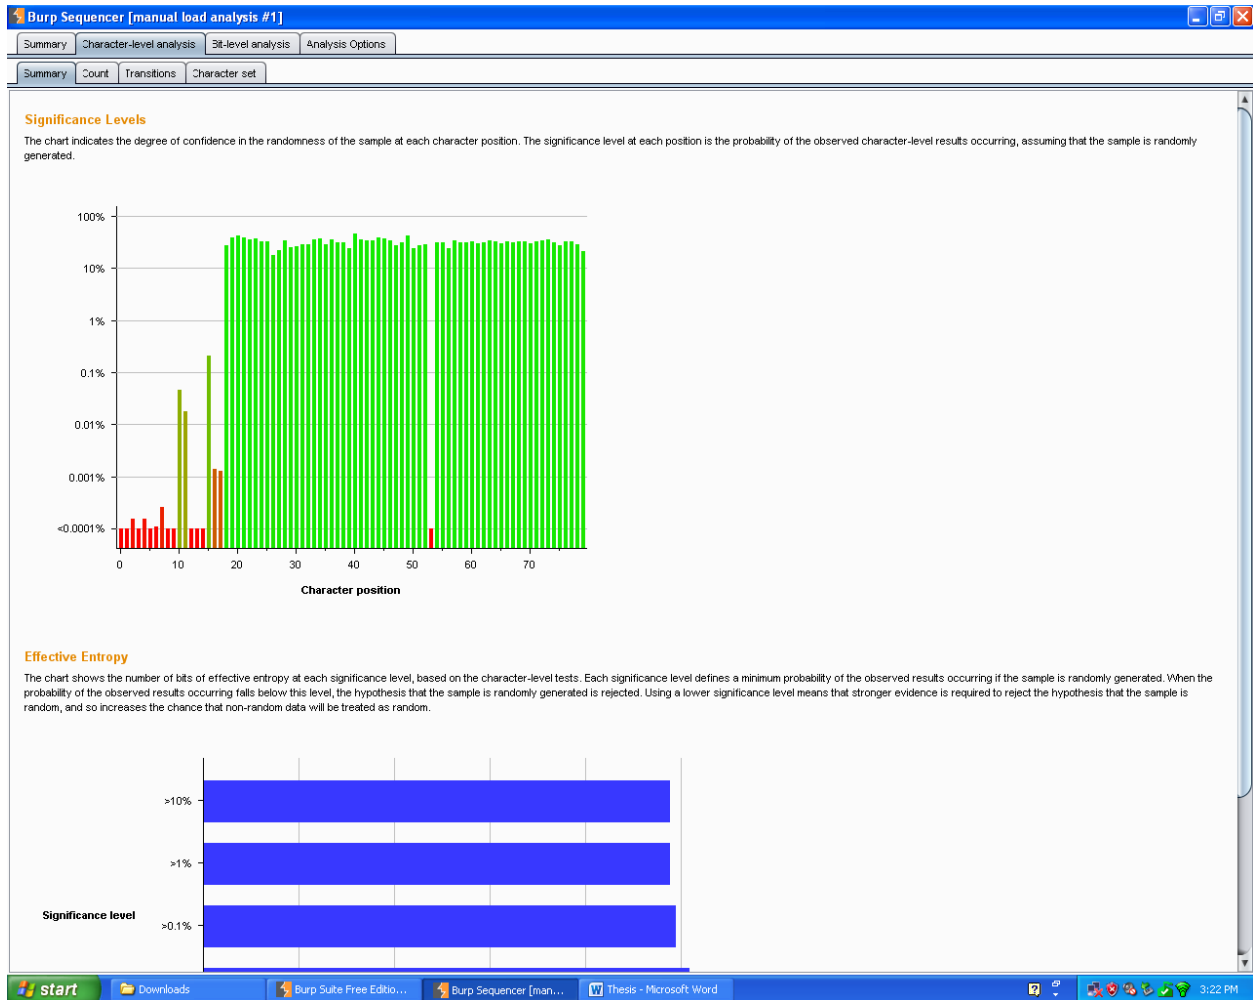 Burp Sequencer [manual load analysis #1]
Summary Character-level analysis Bit-level analysis Analysis Options
Summary Count Transitions Character set
Significance Levels
The chart indicates the degree of confidence in the randomness of the sample at each character position. The significance level at each position is the probability of the observed character-level results occurring, assuming that the sample is randomly
generated.
100%
10%
1%
0.1%
0.01%
0.001%
<0.0001%
0 10 20 30 40 50 60 70
Character position
Effective Entropy
The chart shows the number of bits of effective entropy at each significance level, based on the character-level tests. Each significance level defines a minimum probability of the observed results occurring if the sample is randomly generated. When the
probability of the observed results occurring falls below this level, the hypothesis that the sample is randomly generated is rejected. Using a lower significance level means that stronger evidence is required to reject the hypothesis that the sample is
random, and so increases the chance that non-random data will be treated as random.
>10%
>1%
Significance level
>0.1%
start Downloads Burp Suite Free Editio... Burp Sequencer [man... Thesis - Microsoft Word 3:22 PM